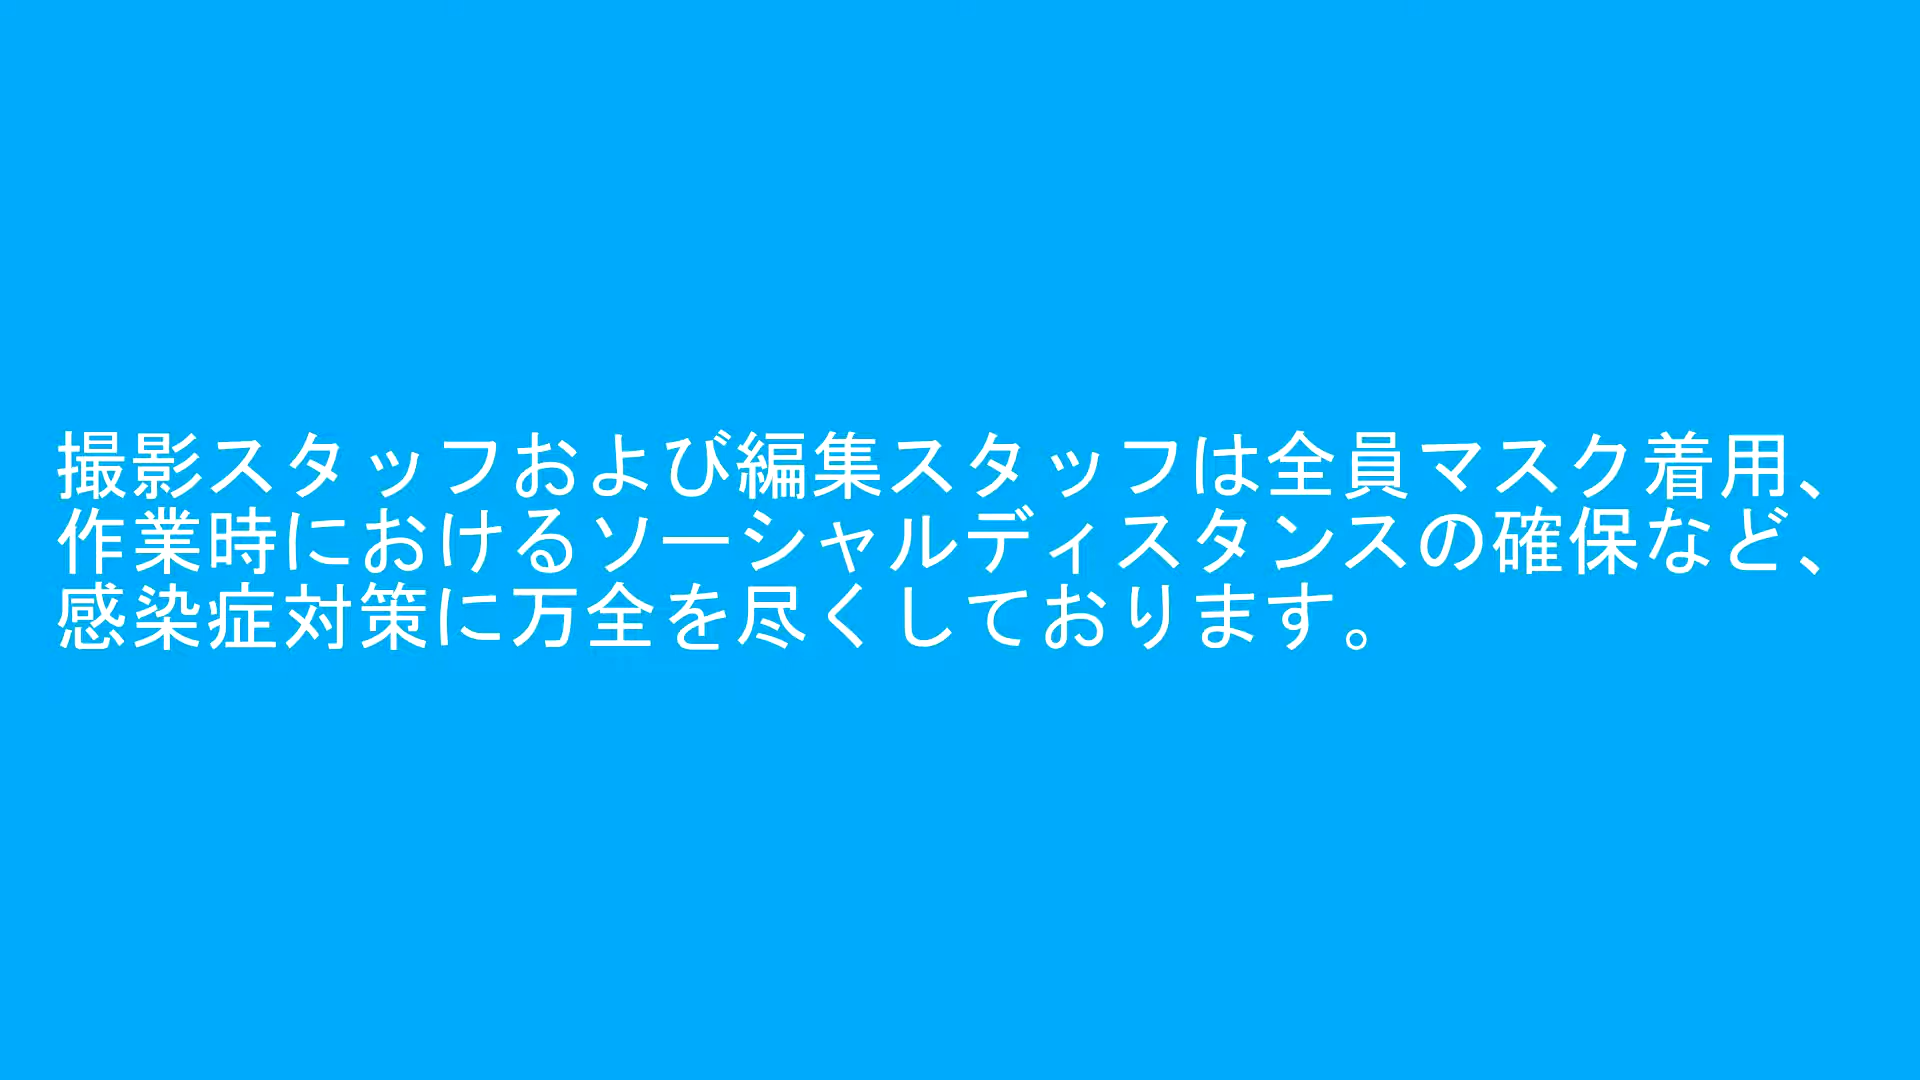 撮影スタッフおよび編集スタッフは全員マスク着用、
作業時におけるソーシャルディスタンスの確保など、
感染症対策に万全を尽くしております。